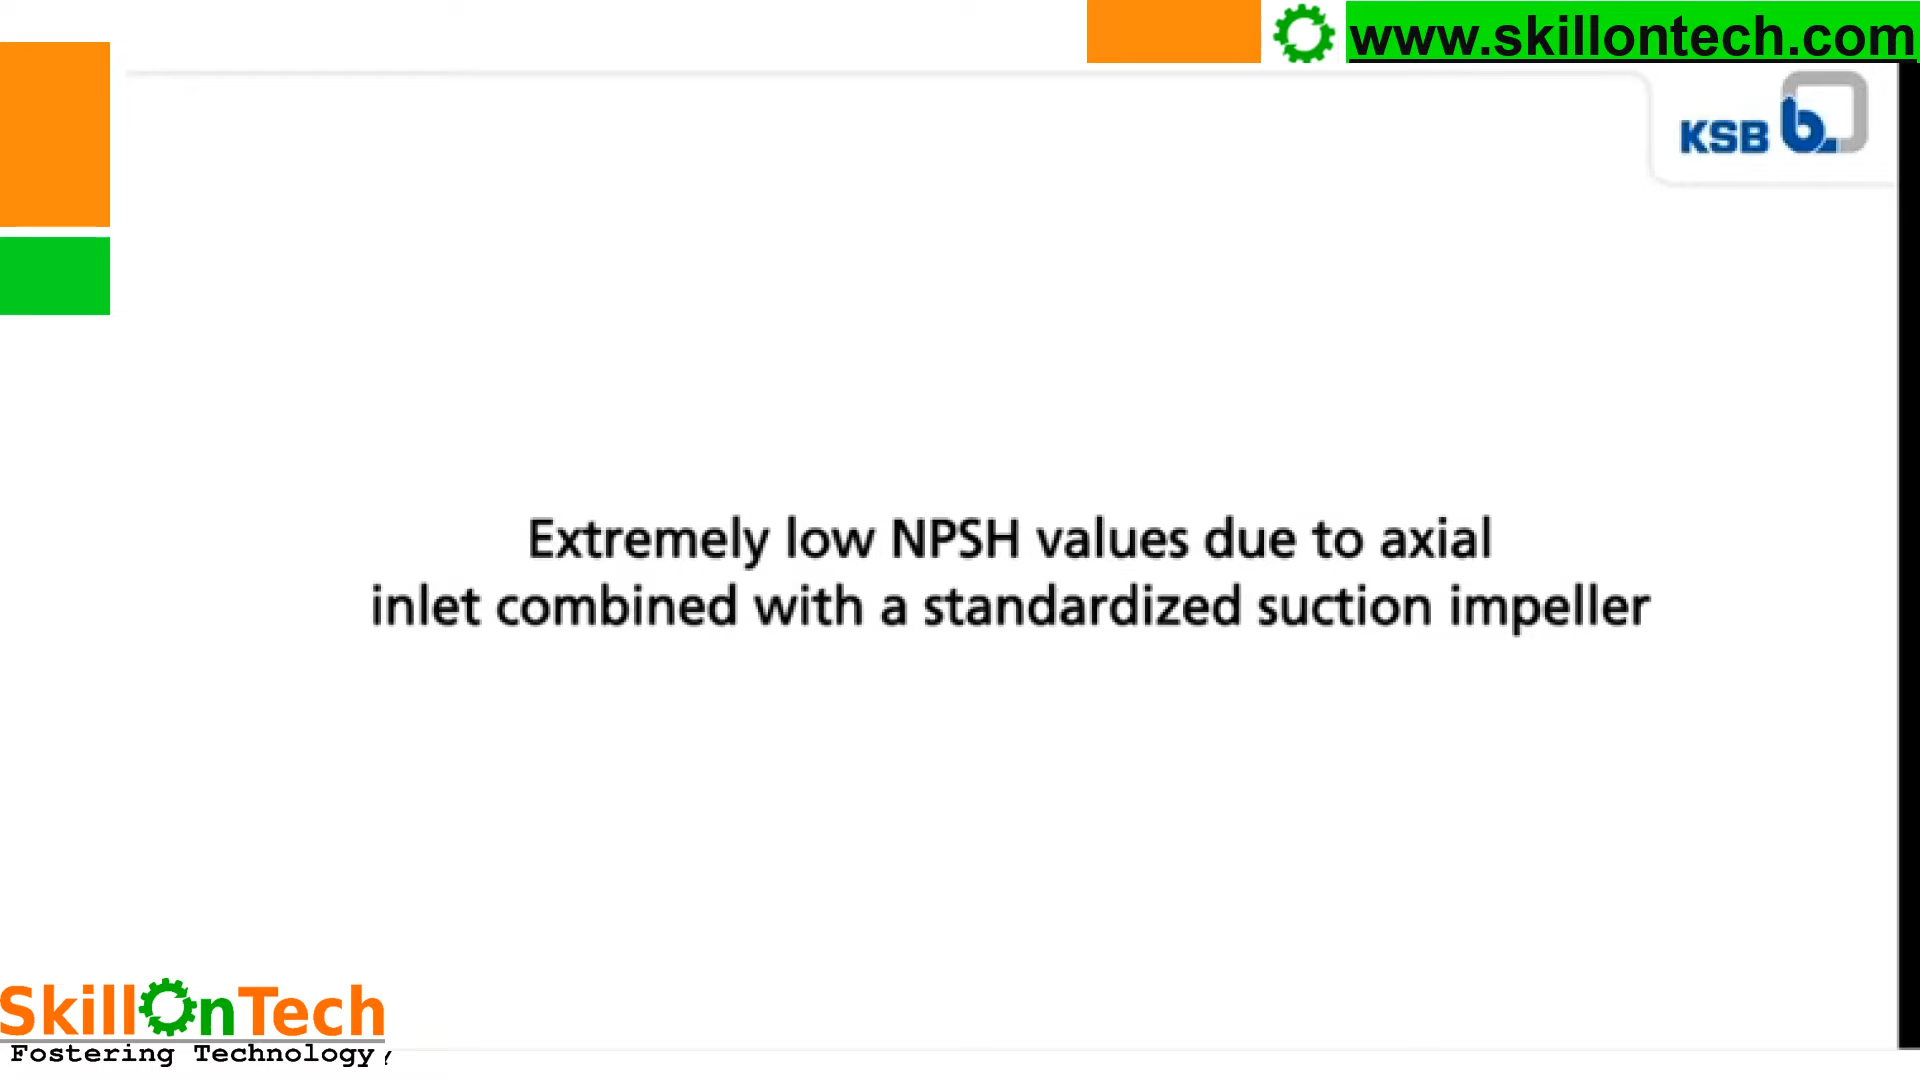 www.skillontech.com
KSB b
Extremely low NPSH values due to axial
inlet combined with a standardized suction impeller
SkillOnTech
Fostering Technology